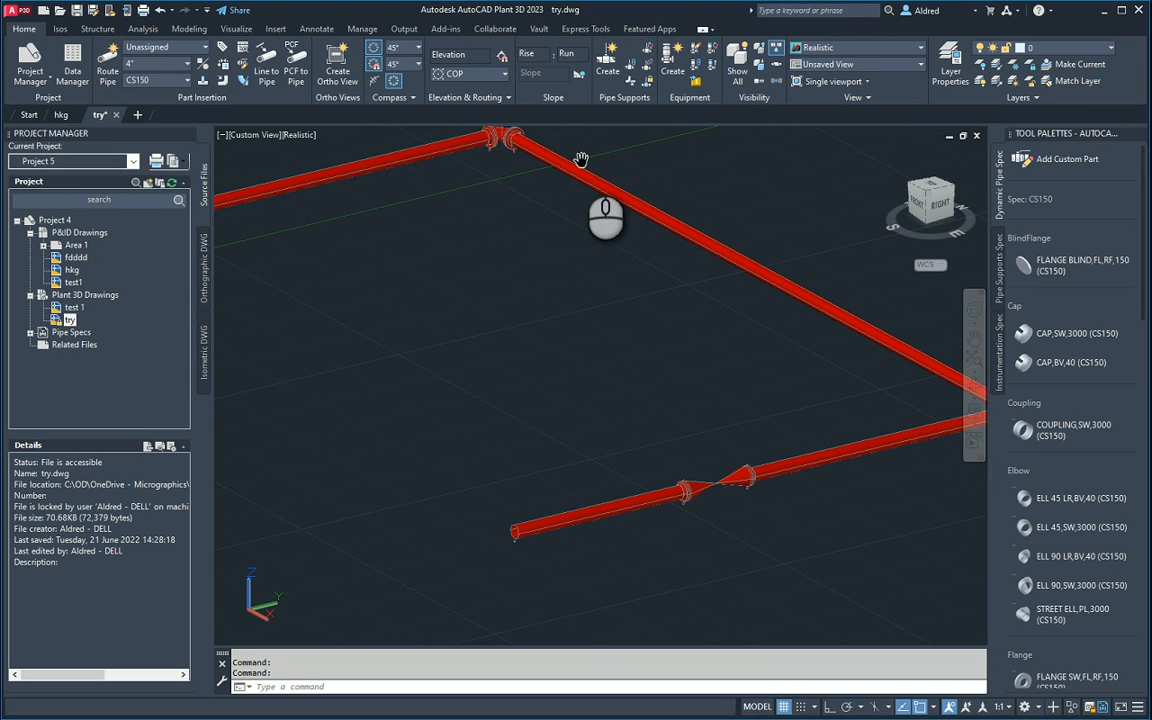 A P3D
Share
Autodesk AutoCAD Plant 3D 2023 try.dwg
Type a keyword or phrase
Aldred
Home Isos Structure Analysis Modeling Visualize Insert Annotate Manage Output Add-ins Collaborate Vault Express Tools Featured Apps
Project Manager
Data Manager
Project
Route Pipe
Unassigned
4"
CS150
Line to Pipe
PCF to Pipe
Part Insertion
Create Ortho View
Ortho Views
45°
45°
Compass
Elevation
COP
Elevation & Routing
Rise : Run
Slope
Slope
Create
Pipe Supports
Create
Equipment
Show All
Visibility
Realistic
Unsaved View
Single viewport
View
Layer Properties
0
Make Current
Match Layer
Layers
Start hkg try*
PROJECT MANAGER
Current Project:
Project 5
Project
search
Project 4
P&ID Drawings
Area 1
fdddd
hkg
test1
Plant 3D Drawings
test 1
try
Pipe Specs
Related Files
Source Files
Orthographic DWG
Isometric DWG
Details
Status: File is accessible
Name: try.dwg
File location: C:\OD\OneDrive - Micrographics\
Number:
File is locked by user 'Aldred - DELL' on machi
File size: 70.68KB (72,379 bytes)
File creator: Aldred - DELL
Last saved: Tuesday, 21 June 2022 14:28:18
Last edited by: Aldred - DELL
Description:
[−][Custom View][Realistic]
FRONT RIGHT
S E N
WCS
Z
Y
X
Command:
Command:
Type a command
MODEL
1:1
TOOL PALETTES - AUTOCA...
Dynamic Pipe Spec
Pipe Supports Spec
Instrumentation Spec
Add Custom Part
Spec: CS150
BlindFlange
FLANGE BLIND,FL,RF,150 (CS150)
Cap
CAP,SW,3000 (CS150)
CAP,BV,40 (CS150)
Coupling
COUPLING,SW,3000 (CS150)
Elbow
ELL 45 LR,BV,40 (CS150)
ELL 45,SW,3000 (CS150)
ELL 90 LR,BV,40 (CS150)
ELL 90,SW,3000 (CS150)
STREET ELL,PL,3000 (CS150)
Flange
FLANGE SW,FL,RF,150 (CS150)